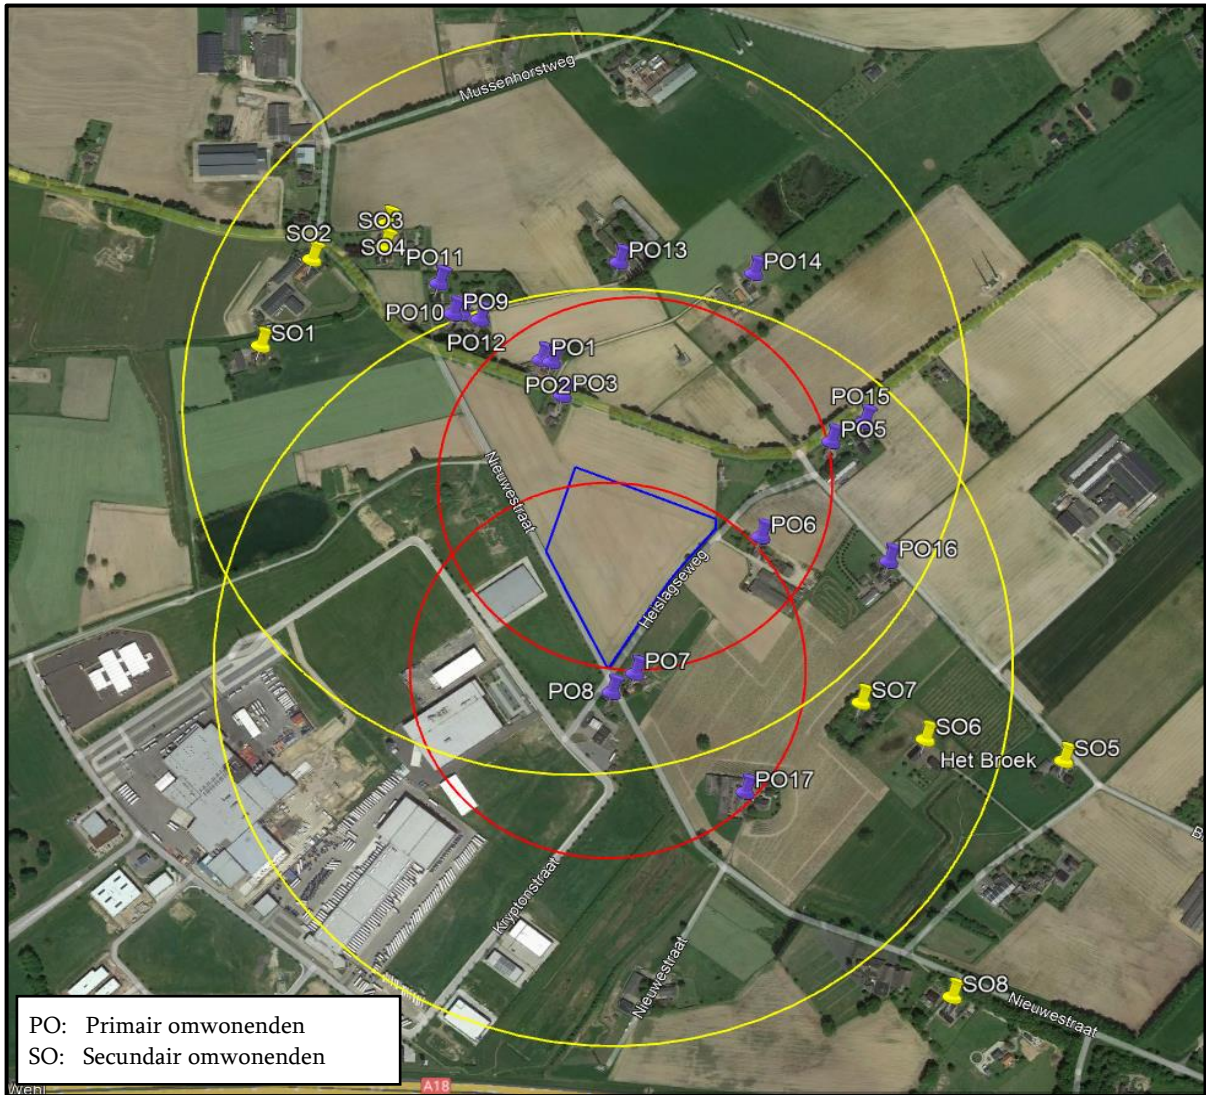 Mussenhorstweg
SO3
SO2
SO4
PO11
PO13
PO14
PO10
PO9
SO1
PO12
PO1
PO2
PO3
PO15
PO5
Nieuwestraat
PO6
PO16
Heislagseweg
PO7
PO8
SO7
SO6
SO5
Het Broek
PO17
B
Kryptonstraat
Nieuwestraat
SO8
Nieuwestraat
PO: Primair omwonenden
SO: Secundair omwonenden
A18
Wehl